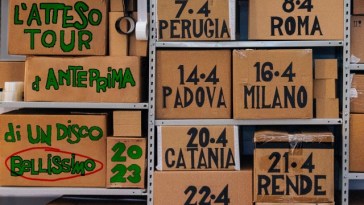 L'ATTESO
TOUR
d'ANTEPRIMA
di UN DISCO
BELLISSIMO
20
23
7.4
PERUGIA
8.4
ROMA
14.4
PADOVA
16.4
MILANO
20.4
CATANIA
21.4
RENDE
22.4